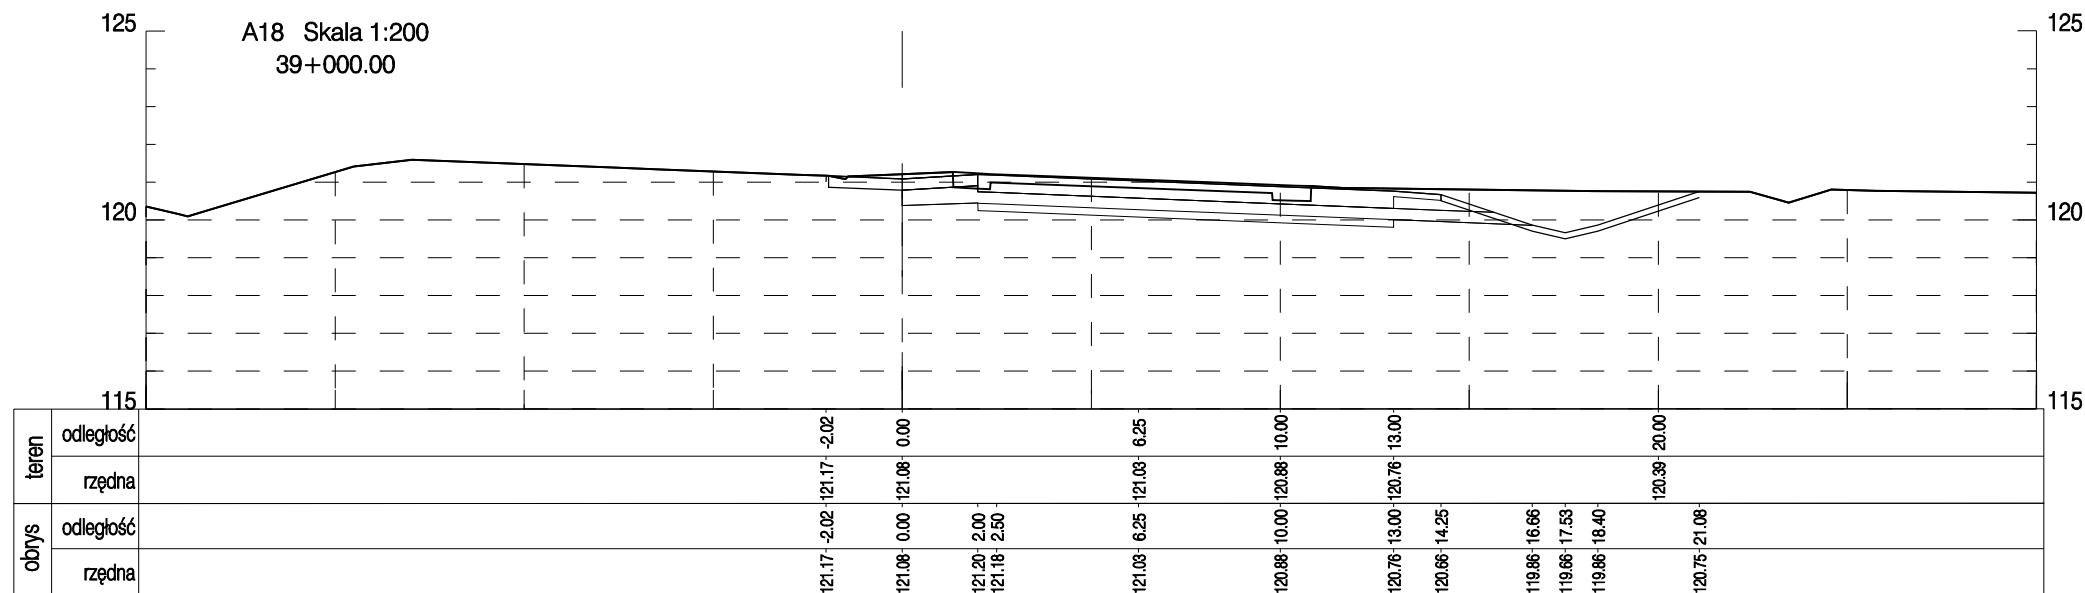 125 A18 Skala 1:200 125
39+000.00
120 120
115 115
teren
odległość -2.02 0.00 6.25 10.00 13.00 20.00
rzędna 121.17 121.08 121.03 120.88 120.76 120.39
obrys
odległość -2.02 0.00 2.00 2.50 6.25 10.00 13.00 14.25 16.66 17.53 18.40 21.08
rzędna 121.17 121.08 121.20 121.18 121.03 120.88 120.76 120.66 119.86 119.66 119.86 120.75